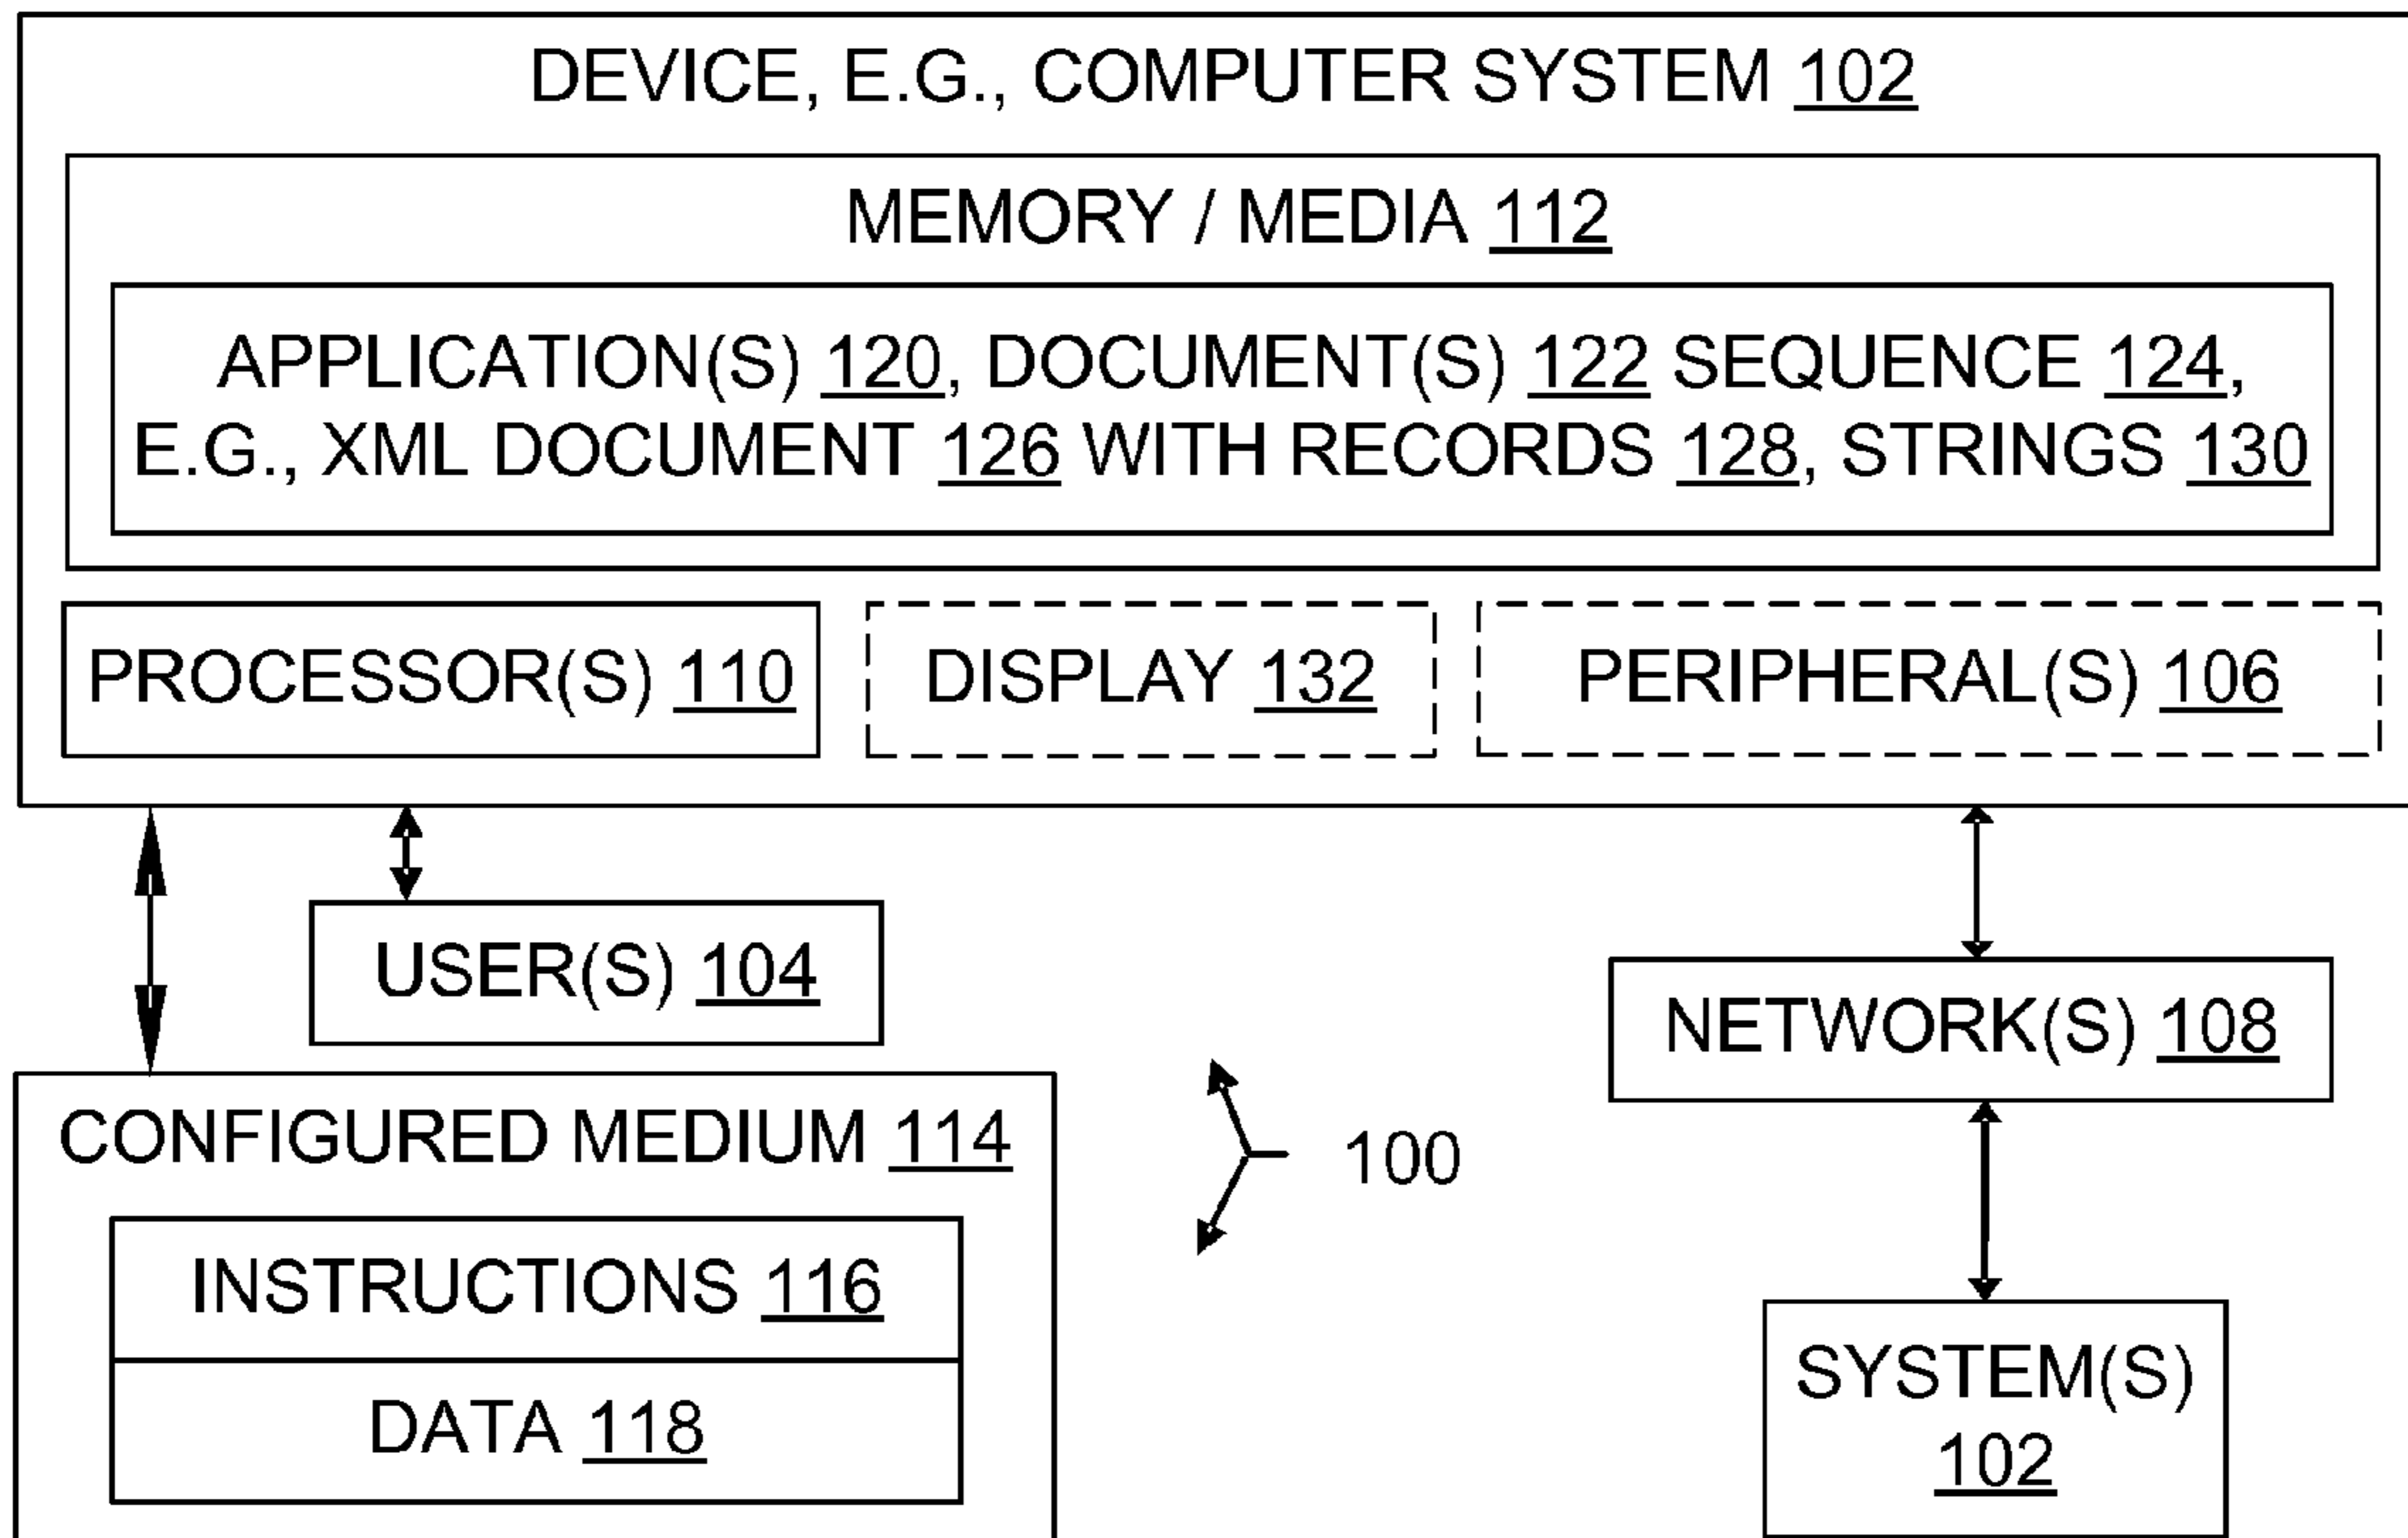 DEVICE, E.G., COMPUTER SYSTEM 102
MEMORY / MEDIA 112
APPLICATION(S) 120, DOCUMENT(S) 122 SEQUENCE 124,
E.G., XML DOCUMENT 126 WITH RECORDS 128, STRINGS 130
PROCESSOR(S) 110
DISPLAY 132
PERIPHERAL(S) 106
USER(S) 104
NETWORK(S) 108
CONFIGURED MEDIUM 114
100
INSTRUCTIONS 116
DATA 118
SYSTEM(S)
102